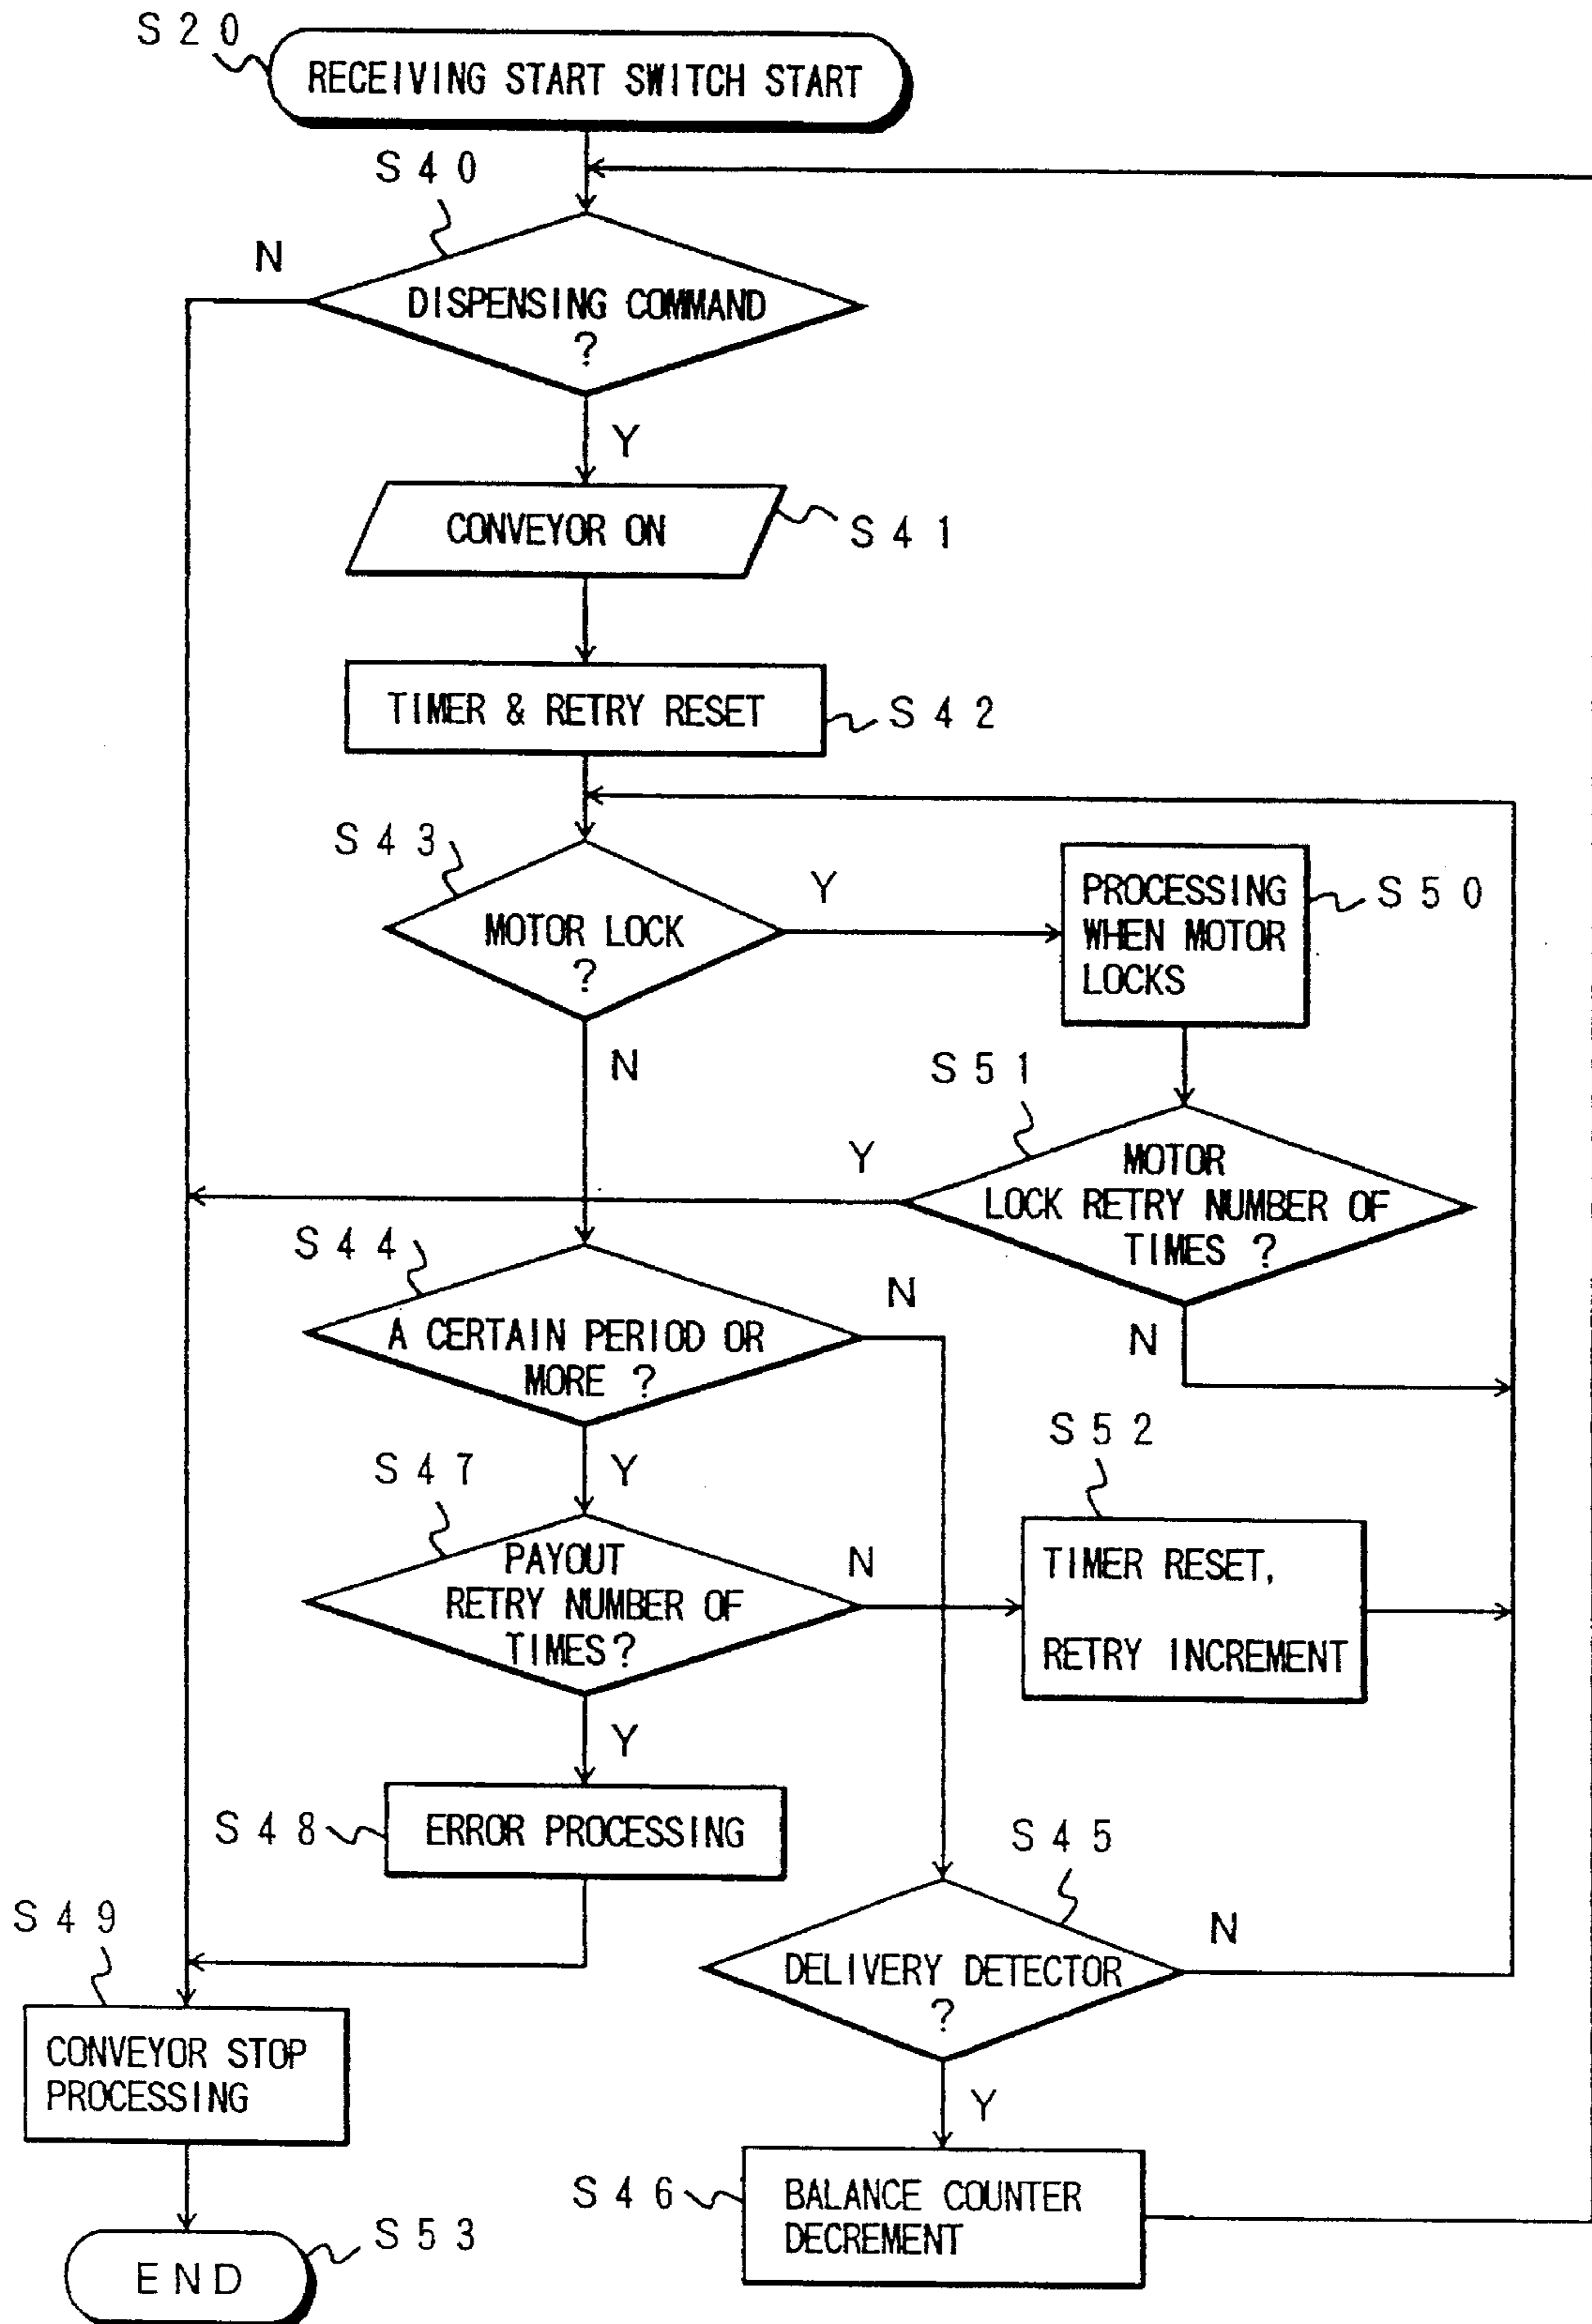 S20
RECEIVING START SWITCH START
S40
N
DISPENSING COMMAND
?
Y
CONVEYOR ON
S41
TIMER & RETRY RESET
S42
S43
MOTOR LOCK
?
Y
N
PROCESSING
WHEN MOTOR
LOCKS
S50
S51
Y
MOTOR
LOCK RETRY NUMBER OF
TIMES ?
N
S44
A CERTAIN PERIOD OR
MORE ?
N
Y
S47
PAYOUT
RETRY NUMBER OF
TIMES?
N
Y
S52
TIMER RESET,
RETRY INCREMENT
S48
ERROR PROCESSING
S45
DELIVERY DETECTOR
?
N
Y
S49
CONVEYOR STOP
PROCESSING
S46
BALANCE COUNTER
DECREMENT
END
S53